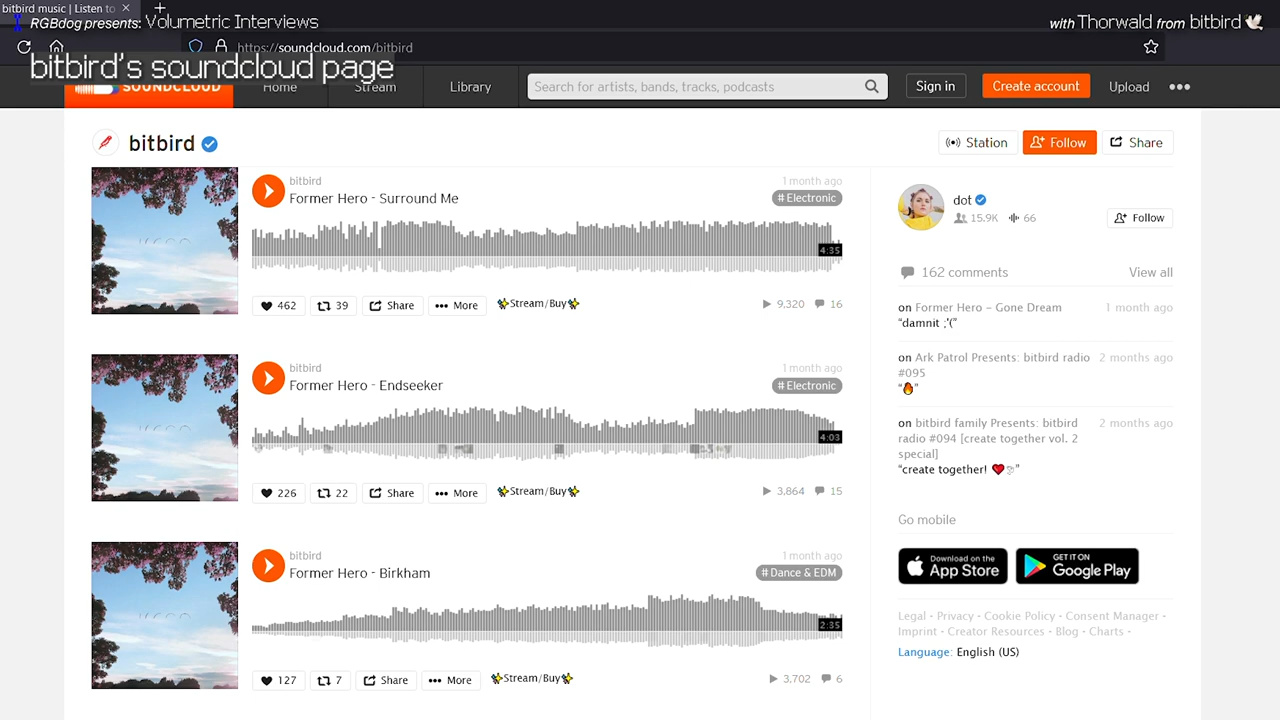 bitbird music | Listen to
RGBdog presents: Volumetric Interviews
with Thorwald from bitbird 🕊
https://soundcloud.com/bitbird
bitbird's soundcloud page
SOUNDCLOUD
Home
Stream
Library
Search for artists, bands, tracks, podcasts
Sign in
Create account
Upload
bitbird
Station
Follow
Share
bitbird
1 month ago
Former Hero - Surround Me
# Electronic
4:35
462
39
Share
More
✨Stream/Buy✨
9,320
16
bitbird
1 month ago
Former Hero - Endseeker
# Electronic
4:03
226
22
Share
More
✨Stream/Buy✨
3,864
15
bitbird
1 month ago
Former Hero - Birkham
# Dance & EDM
2:35
127
7
Share
More
✨Stream/Buy✨
3,702
6
dot
15.9K
66
Follow
162 comments
View all
on Former Hero – Gone Dream
1 month ago
“damnit ;'(”
on Ark Patrol Presents: bitbird radio
2 months ago
#095
“🔥”
on bitbird family Presents: bitbird
2 months ago
radio #094 [create together vol. 2
special]
“create together! ❤️🕊”
Go mobile
Download on the
App Store
GET IT ON
Google Play
Legal - Privacy - Cookie Policy - Consent Manager -
Imprint - Creator Resources - Blog - Charts -
Language: English (US)